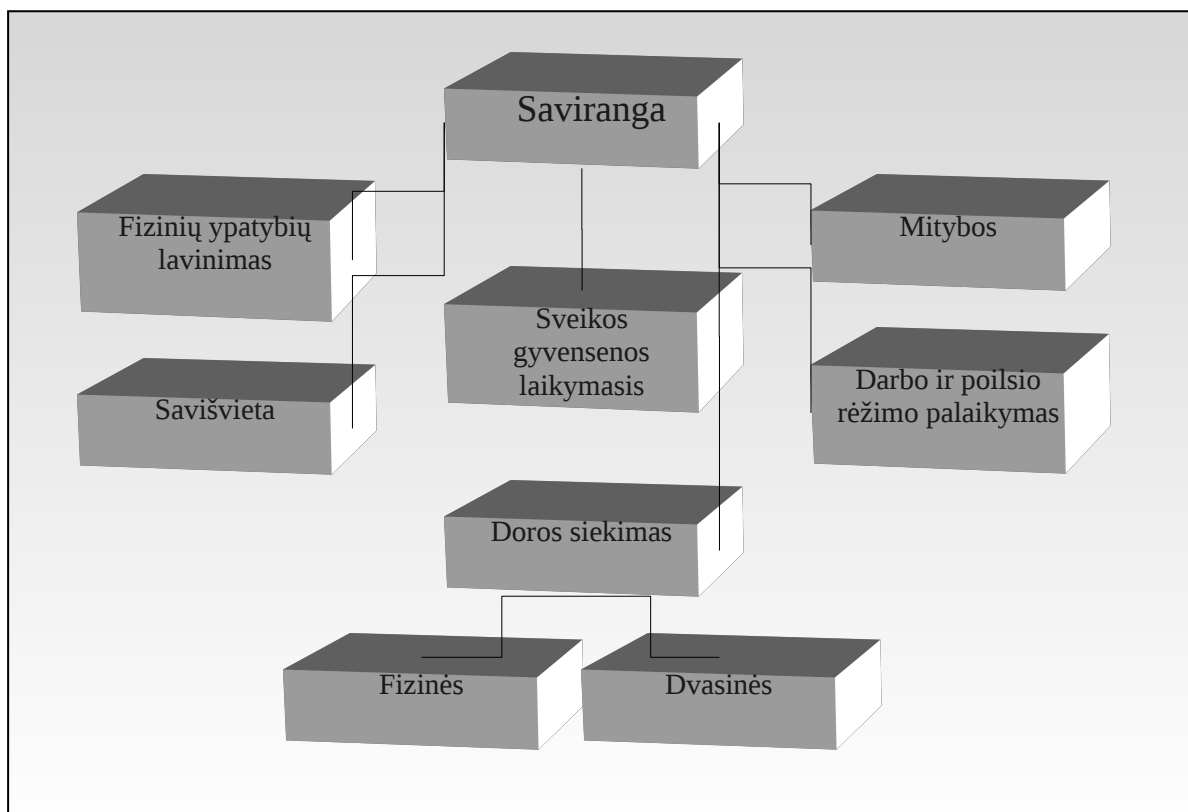 Saviranga
Fizinių ypatybių
lavinimas
Mitybos
Sveikos
gyvensenos
laikymasis
Savišvieta
Darbo ir poilsio
rėžimo palaikymas
Doros siekimas
Fizinės
Dvasinės